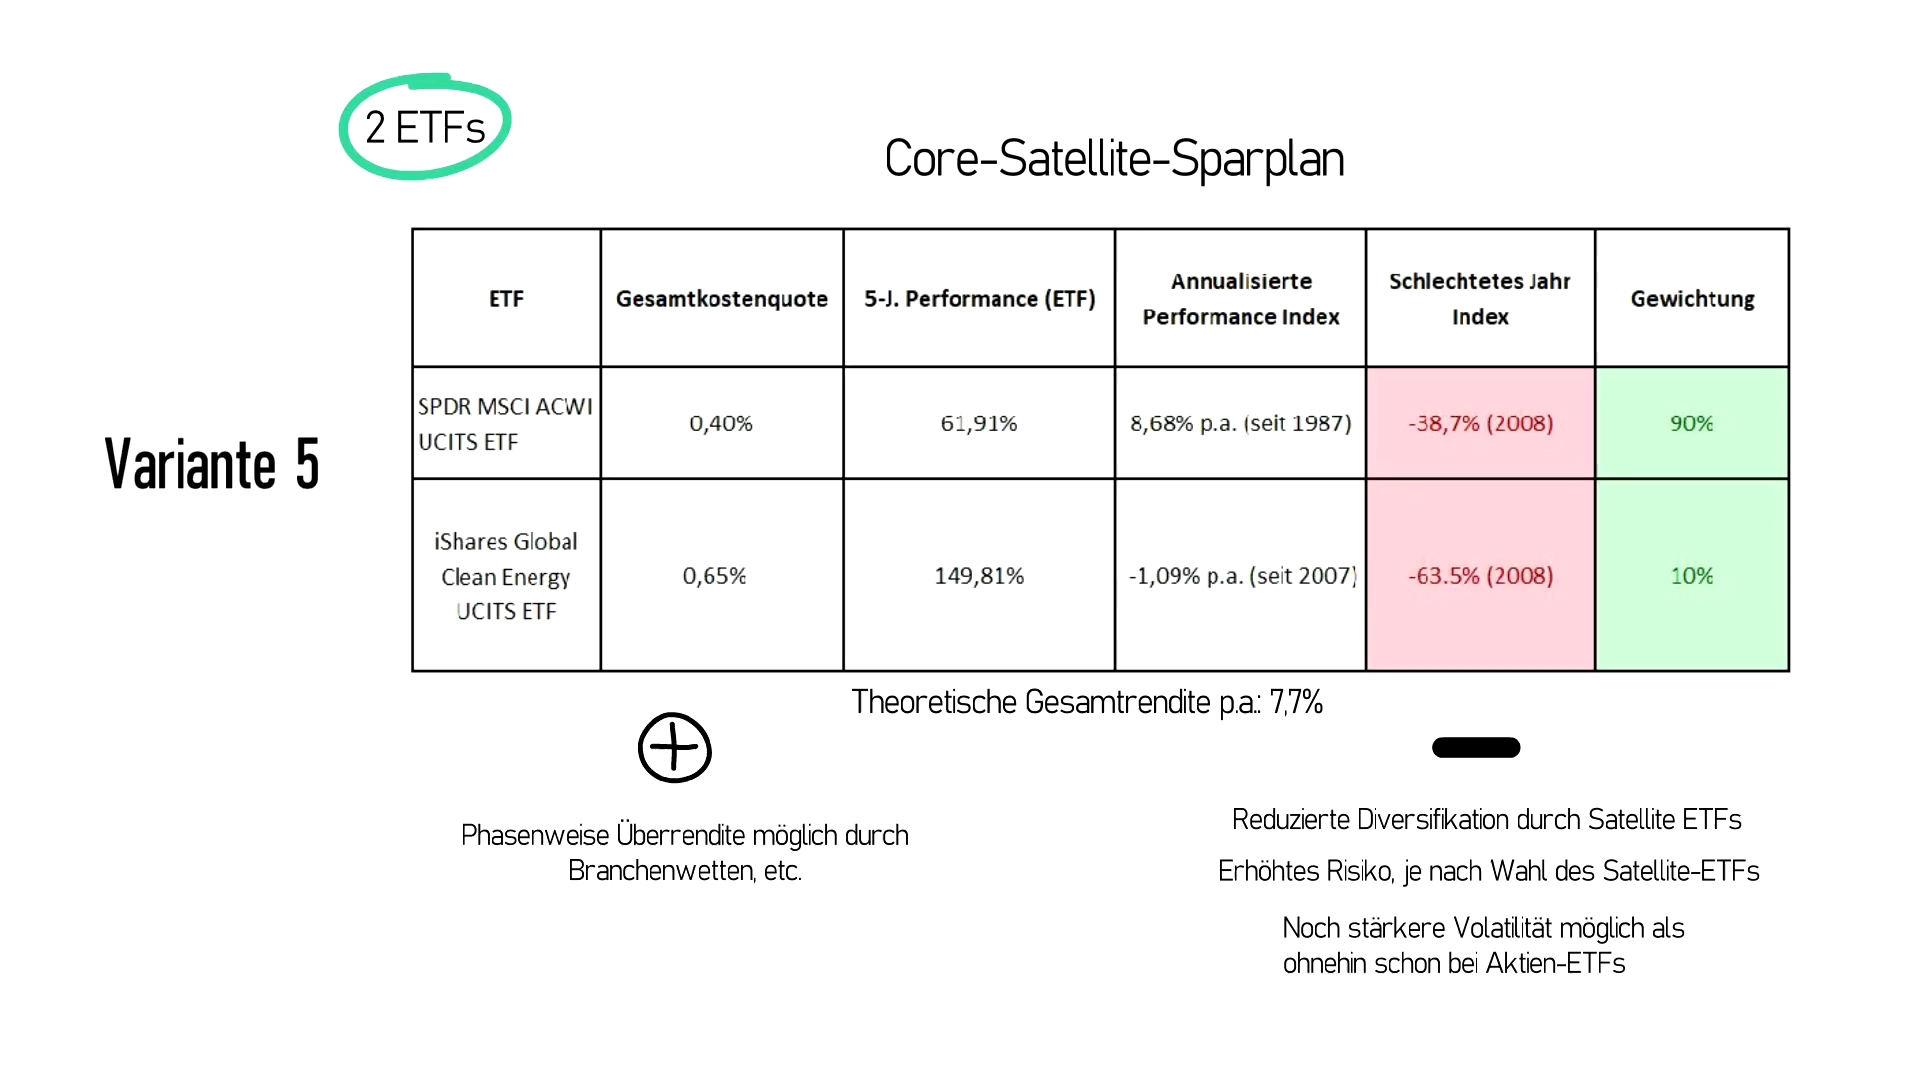 2 ETFs
Core-Satellite-Sparplan
Variante 5
ETF
Gesamtkostenquote
5-J. Performance (ETF)
Annualisierte
Performance Index
Schlechtetes Jahr
Index
Gewichtung
SPDR MSCI ACWI
UCITS ETF
0,40%
61,91%
8,68% p.a. (seit 1987)
-38,7% (2008)
90%
iShares Global
Clean Energy
UCITS ETF
0,65%
149,81%
-1,09% p.a. (seit 2007)
-63.5% (2008)
10%
Theoretische Gesamtrendite p.a.: 7,7%
Phasenweise Überrendite möglich durch
Branchenwetten, etc.
Reduzierte Diversifikation durch Satellite ETFs
Erhöhtes Risiko, je nach Wahl des Satellite-ETFs
Noch stärkere Volatilität möglich als
ohnehin schon bei Aktien-ETFs